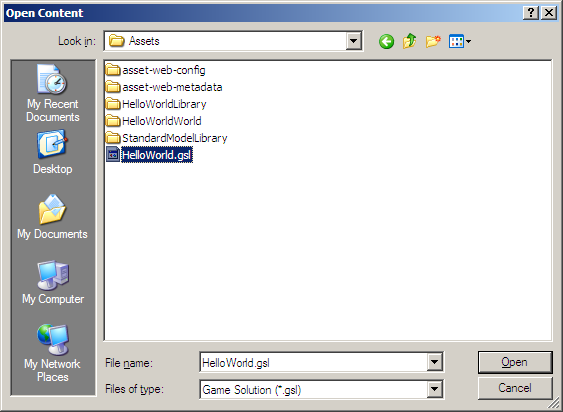 Open Content
Look in:
Assets
My Recent
Documents
Desktop
My Documents
My Computer
My Network
Places
asset-web-config
asset-web-metadata
HelloWorldLibrary
HelloWorldWorld
StandardModelLibrary
HelloWorld.gsl
File name:
HelloWorld.gsl
Open
Files of type:
Game Solution (*.gsl)
Cancel